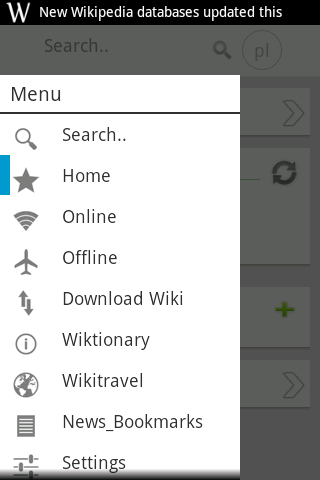 W New Wikipedia databases updated this
Search..
pl
Menu
Search..
Home
Online
Offline
Download Wiki
Wiktionary
Wikitravel
News_Bookmarks
Settings